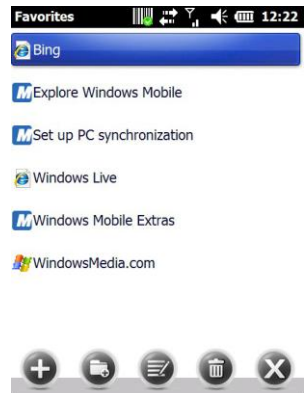 Favorites 12:22
Bing
Explore Windows Mobile
Set up PC synchronization
Windows Live
Windows Mobile Extras
WindowsMedia.com